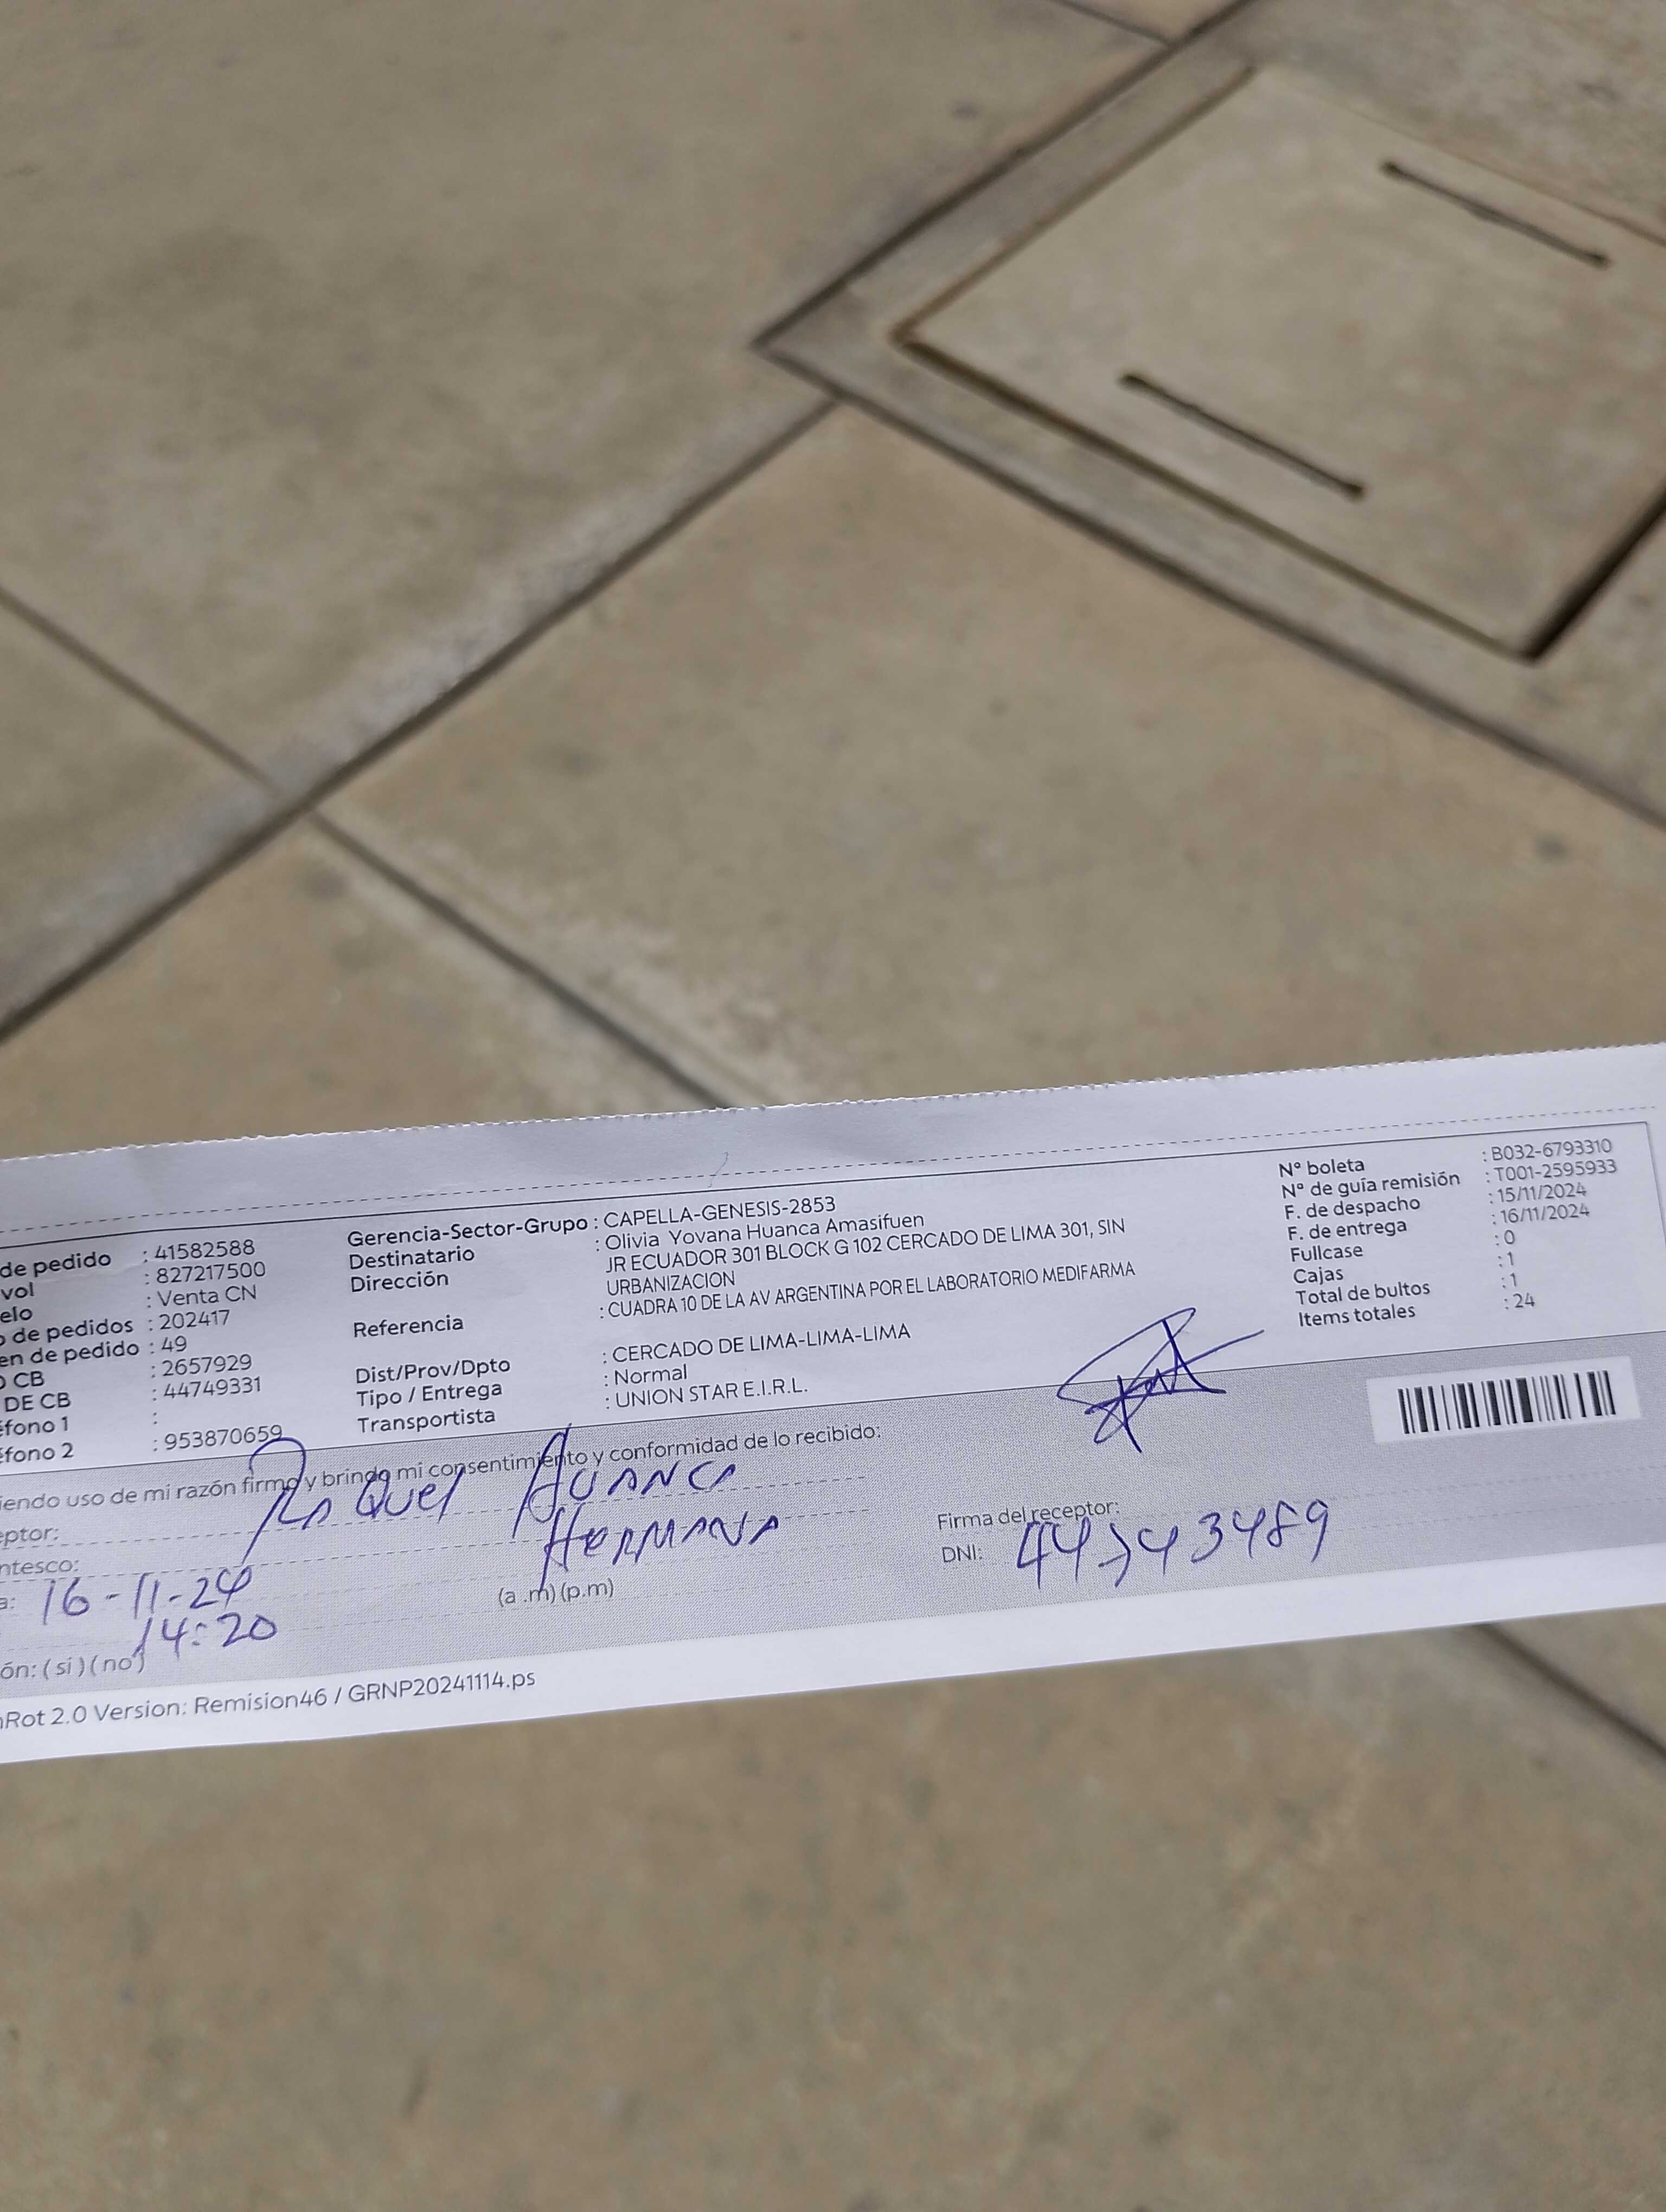 de pedido : 41582588
vol : 827217500
elo : Venta CN
o de pedidos : 202417
en de pedido : 49
O CB : 2657929
DE CB : 44749331
éfono 1 :
éfono 2 : 953870659
Gerencia-Sector-Grupo : CAPELLA-GENESIS-2853
Destinatario : Olivia Yovana Huanca Amasifuen
Dirección JR ECUADOR 301 BLOCK G 102 CERCADO DE LIMA 301, SIN
URBANIZACION
Referencia : CUADRA 10 DE LA AV ARGENTINA POR EL LABORATORIO MEDIFARMA
Dist/Prov/Dpto : CERCADO DE LIMA-LIMA-LIMA
Tipo / Entrega : Normal
Transportista : UNION STAR E.I.R.L.
N° boleta : B032-6793310
N° de guía remisión : T001-2595933
F. de despacho : 15/11/2024
F. de entrega : 16/11/2024
Fullcase : 0
Cajas : 1
Total de bultos : 1
Items totales : 24
iendo uso de mi razón firmo y brindo mi consentimiento y conformidad de lo recibido:
eptor: RAQUEL HUANCA
ntesco: HERMANA
a: 16-11-24 (a .m) (p.m)
14:20
Firma del receptor:
DNI: 44743489
ón: ( si ) ( no )
nRot 2.0 Version: Remision46 / GRNP20241114.ps